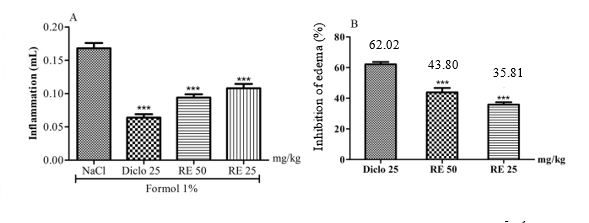 A
Inflammation (mL)
0.20
0.15
0.10
0.05
0.00
***
***
***
NaCl Diclo 25 RE 50 RE 25 mg/kg
Formol 1%
B
Inhibition of edema (%)
80
60
40
20
0
62.02
43.80
35.81
***
***
Diclo 25 RE 50 RE 25 mg/kg